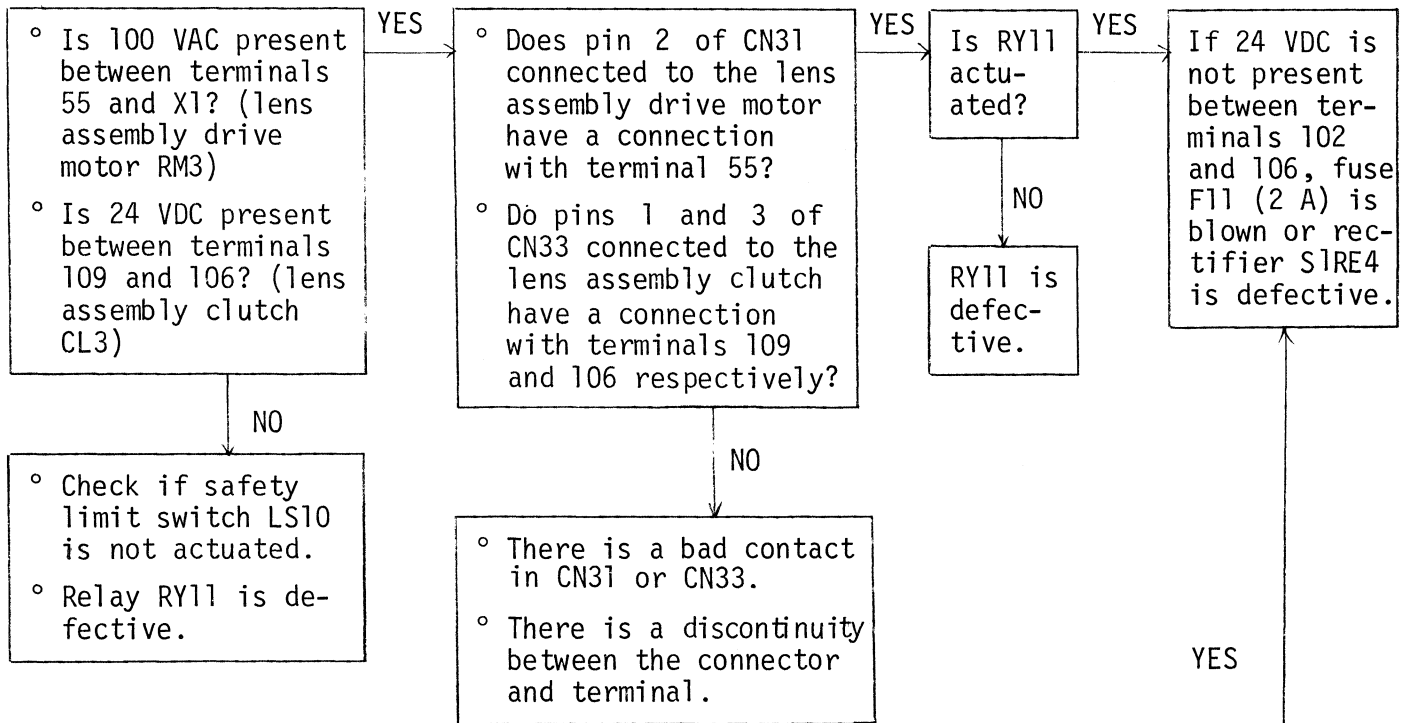 ° Is 100 VAC present
between terminals
55 and X1? (lens
assembly drive
motor RM3)
° Is 24 VDC present
between terminals
109 and 106? (lens
assembly clutch
CL3)
YES
° Does pin 2 of CN31
connected to the lens
assembly drive motor
have a connection
with terminal 55?
° Do pins 1 and 3 of
CN33 connected to the
lens assembly clutch
have a connection
with terminals 109
and 106 respectively?
YES
Is RY11
actu-
ated?
YES
If 24 VDC is
not present
between ter-
minals 102
and 106, fuse
F11 (2 A) is
blown or rec-
tifier S1RE4
is defective.
NO
RY11 is
defec-
tive.
NO
° Check if safety
limit switch LS10
is not actuated.
° Relay RY11 is de-
fective.
NO
° There is a bad contact
in CN31 or CN33.
° There is a discontinuity
between the connector
and terminal.
YES